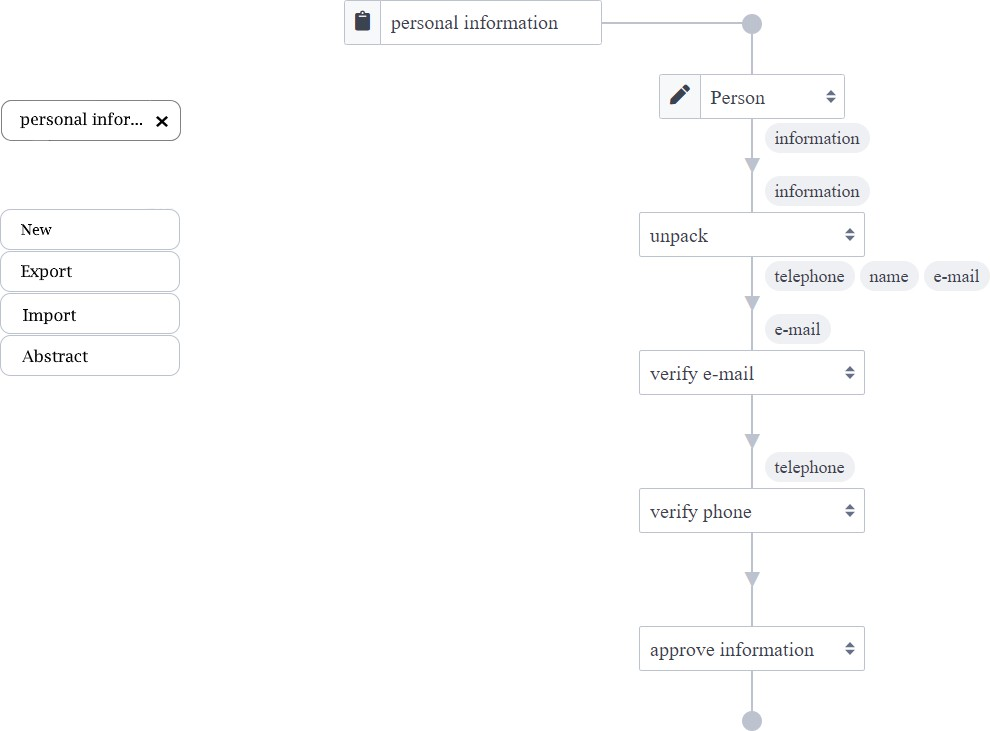 personal information
Person
personal infor...
information
information
New
unpack
Export
telephone name e-mail
Import
e-mail
Abstract
verify e-mail
telephone
verify phone
approve information